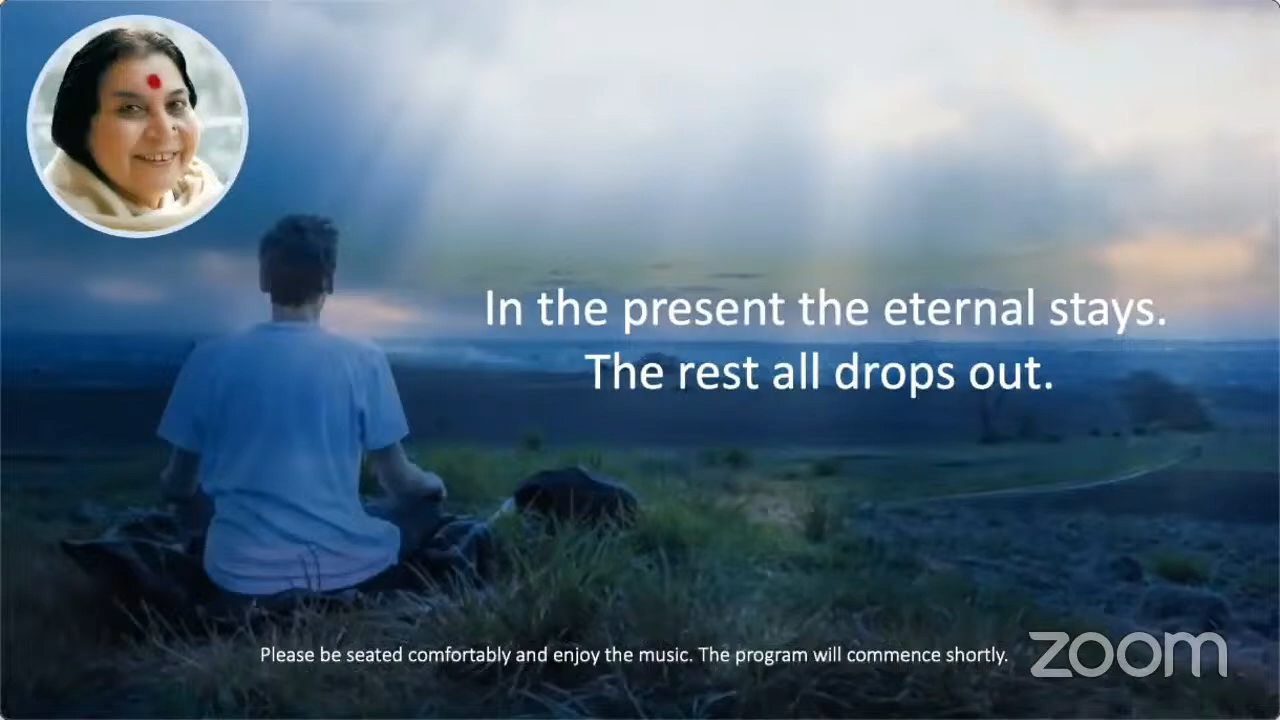 In the present the eternal stays.
The rest all drops out.
Please be seated comfortably and enjoy the music. The program will commence shortly.
zoom